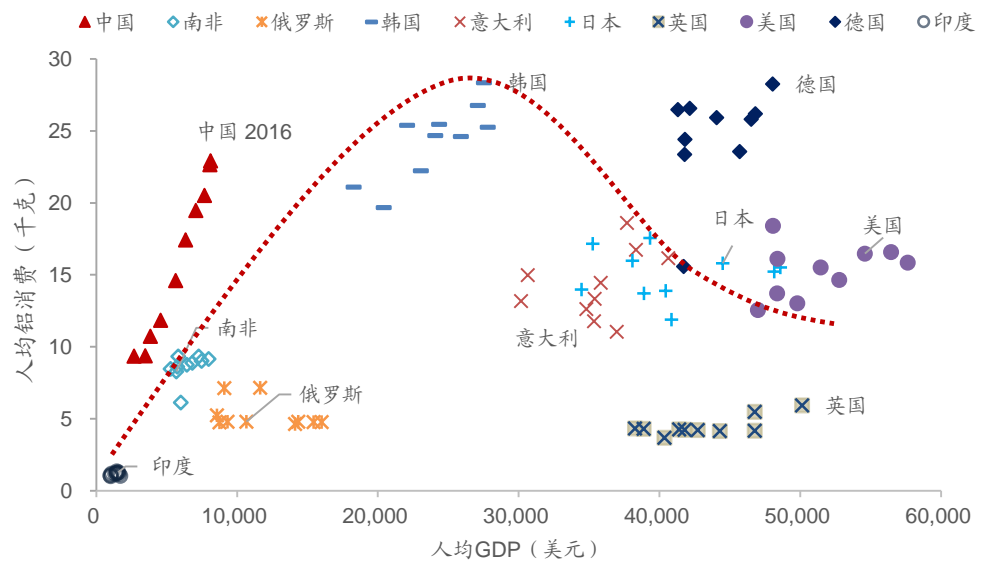 中国 南非 俄罗斯 韩国 意大利 日本 英国 美国 德国 印度
人均铝消费（千克）
30
25
20
15
10
5
0
韩国
德国
中国 2016
日本
美国
南非
意大利
俄罗斯
英国
印度
0 10,000 20,000 30,000 40,000 50,000 60,000
人均GDP（美元）